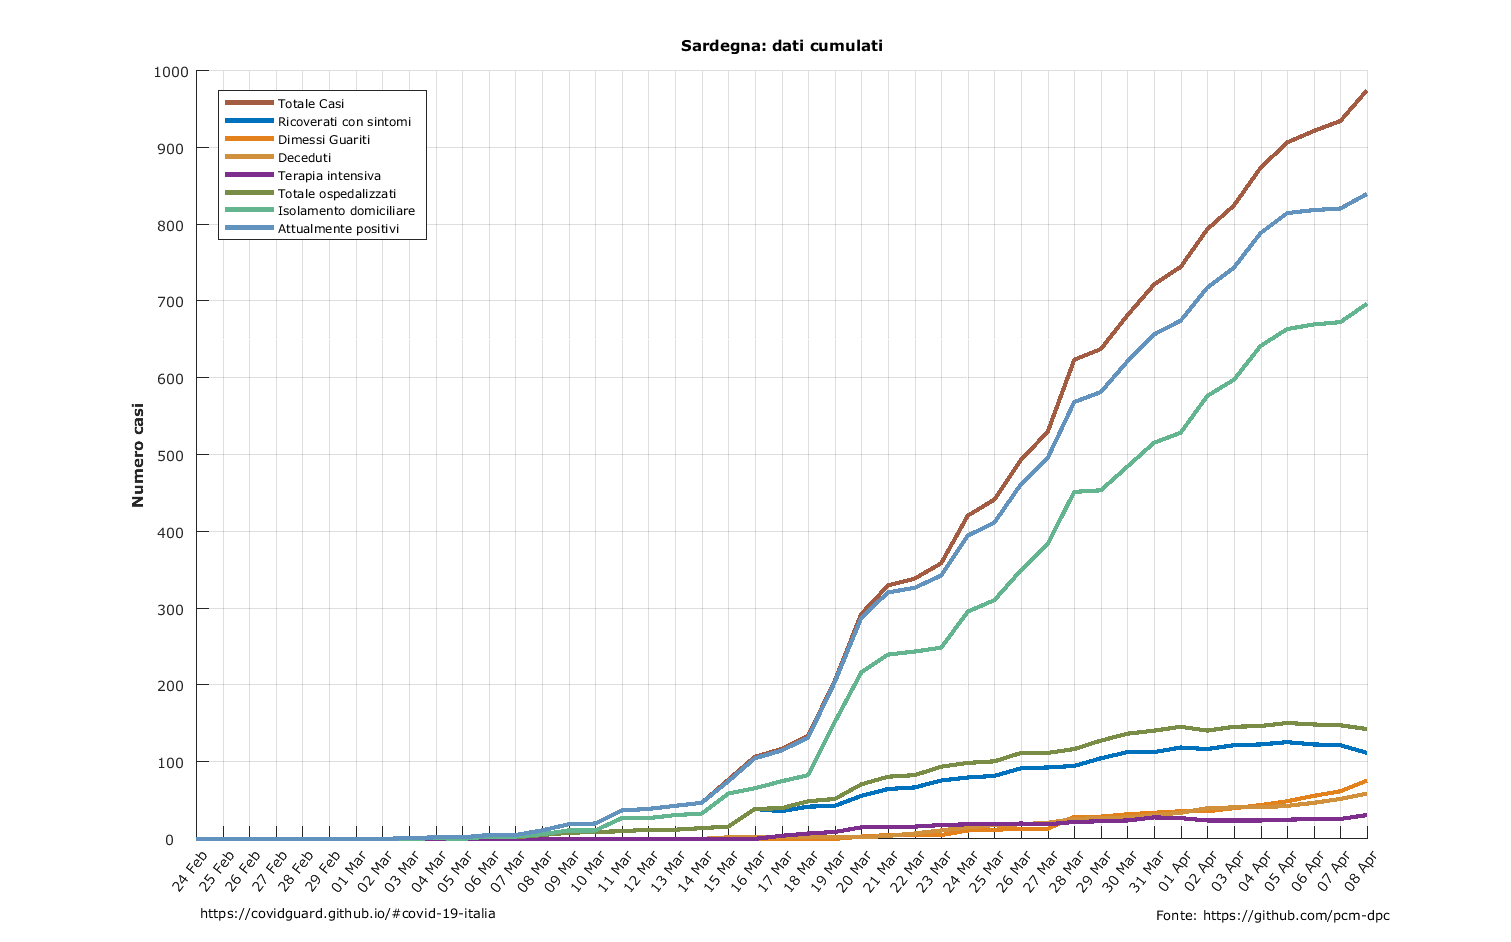 Sardegna: dati cumulati
1000
900
800
700
600
500
400
300
200
100
0
Numero casi
Totale Casi
Ricoverati con sintomi
Dimessi Guariti
Deceduti
Terapia intensiva
Totale ospedalizzati
Isolamento domiciliare
Attualmente positivi
24 Feb
25 Feb
26 Feb
27 Feb
28 Feb
29 Feb
01 Mar
02 Mar
03 Mar
04 Mar
05 Mar
06 Mar
07 Mar
08 Mar
09 Mar
10 Mar
11 Mar
12 Mar
13 Mar
14 Mar
15 Mar
16 Mar
17 Mar
18 Mar
19 Mar
20 Mar
21 Mar
22 Mar
23 Mar
24 Mar
25 Mar
26 Mar
27 Mar
28 Mar
29 Mar
30 Mar
31 Mar
01 Apr
02 Apr
03 Apr
04 Apr
05 Apr
06 Apr
07 Apr
08 Apr
https://covidguard.github.io/#covid-19-italia
Fonte: https://github.com/pcm-dpc